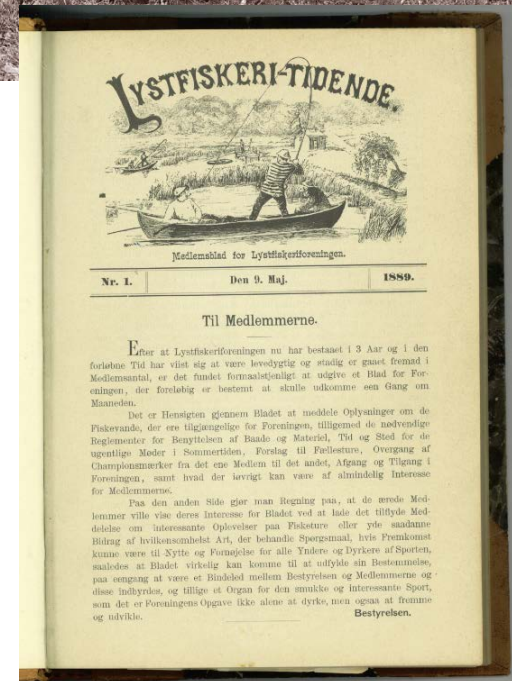 LYSTFISKERI-TIDENDE.
Medlemsblad for Lystfiskeriforeningen.
Nr. 1. Den 9. Maj. 1889.
Til Medlemmerne.
Efter at Lystfiskeriforeningen nu har bestaaet i 3 Aar og i den
forløbne Tid har viist sig at være levedygtig og stadig er gaaet fremad i
Medlemsantal, er det fundet formaalstjenligt at udgive et Blad for For-
eningen, der foreløbig er bestemt at skulle udkomme een Gang om
Maaneden.
Det er Hensigten gjennem Bladet at meddele Oplysninger om de
Fiskevande, der ere tilgjængelige for Foreningen, tilligemed de nødvendige
Reglementer for Benyttelsen af Baade og Materiel, Tid og Sted for de
ugentlige Møder i Sommertiden, Forslag til Fællesture, Overgang af
Championsmærker fra det ene Medlem til det andet, Afgang og Tilgang i
Foreningen, samt hvad der iøvrigt kan være af almindelig Interesse
for Medlemmerne.
Paa den anden Side gjør man Regning paa, at de ærede Med-
lemmer ville vise deres Interesse for Bladet ved at lade det tilflyde Med-
delelse om interessante Oplevelser paa Fisketure eller yde saadanne
Bidrag af hvilkensomhelst Art, der behandle Spørgsmaal, hvis Fremkomst
kunne være til Nytte og Fornøjelse for alle Yndere og Dyrkere af Sporten,
saaledes at Bladet virkelig kan komme til at udfylde sin Bestemmelse,
paa eengang at være et Bindeled mellem Bestyrelsen og Medlemmerne og
disse indbyrdes, og tillige et Organ for den smukke og interessante Sport,
som det er Foreningens Opgave ikke alene at dyrke, men ogsaa at fremme
og udvikle. Bestyrelsen.